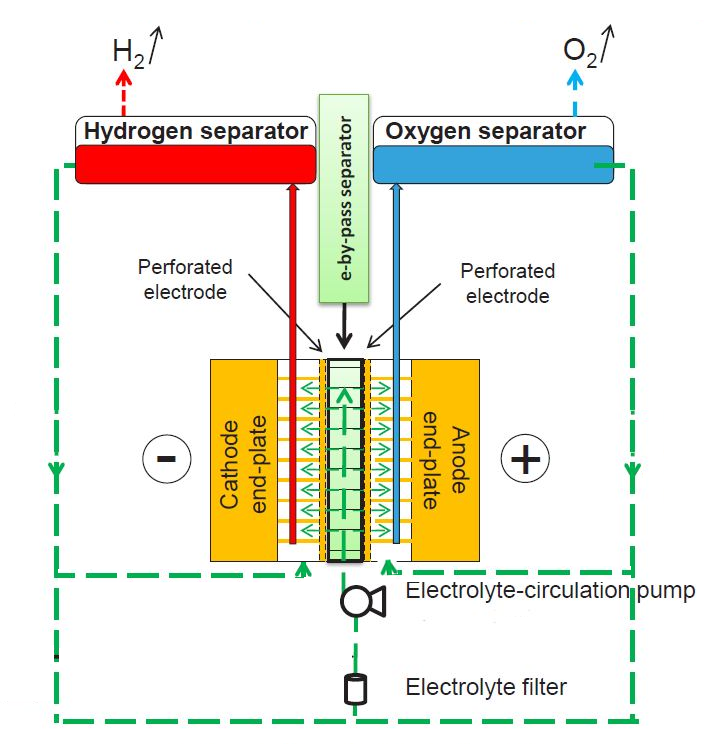 H2
O2
Hydrogen separator
Oxygen separator
e-by-pass separator
Perforated
electrode
Perforated
electrode
-
Cathode
end-plate
Anode
end-plate
+
Electrolyte-circulation pump
Electrolyte filter